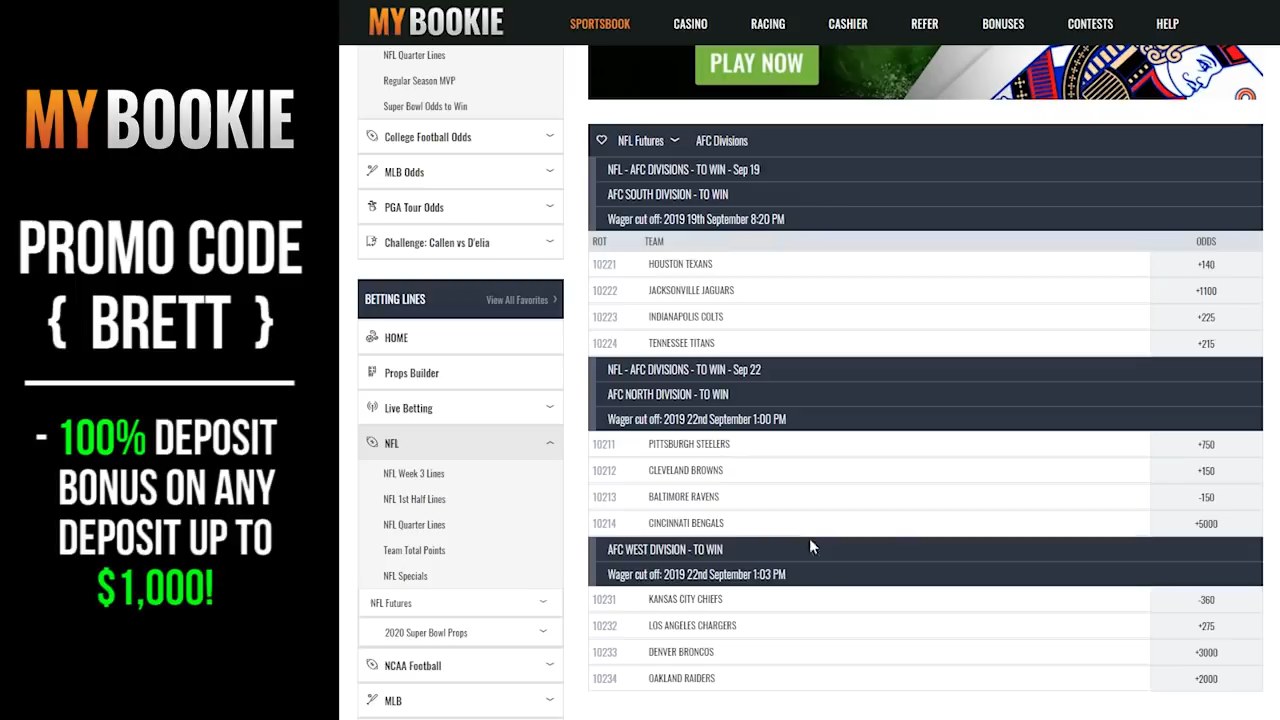 MYBOOKIE
PROMO CODE
{ BRETT }
- 100% DEPOSIT
BONUS ON ANY
DEPOSIT UP TO
$1,000!
MYBOOKIE SPORTSBOOK CASINO RACING CASHIER REFER BONUSES CONTESTS HELP
NFL Quarter Lines
Regular Season MVP
Super Bowl Odds to Win
College Football Odds
MLB Odds
PGA Tour Odds
Challenge: Callen vs D'elia
BETTING LINES View All Favorites
HOME
Props Builder
Live Betting
NFL
NFL Week 3 Lines
NFL 1st Half Lines
NFL Quarter Lines
Team Total Points
NFL Specials
NFL Futures
2020 Super Bowl Props
NCAA Football
MLB
PLAY NOW
NFL Futures AFC Divisions
NFL - AFC DIVISIONS - TO WIN - Sep 19
AFC SOUTH DIVISION - TO WIN
Wager cut off: 2019 19th September 8:20 PM
ROT TEAM ODDS
10221 HOUSTON TEXANS +140
10222 JACKSONVILLE JAGUARS +1100
10223 INDIANAPOLIS COLTS +225
10224 TENNESSEE TITANS +215
NFL - AFC DIVISIONS - TO WIN - Sep 22
AFC NORTH DIVISION - TO WIN
Wager cut off: 2019 22nd September 1:00 PM
10211 PITTSBURGH STEELERS +750
10212 CLEVELAND BROWNS +150
10213 BALTIMORE RAVENS -150
10214 CINCINNATI BENGALS +5000
AFC WEST DIVISION - TO WIN
Wager cut off: 2019 22nd September 1:03 PM
10231 KANSAS CITY CHIEFS -360
10232 LOS ANGELES CHARGERS +275
10233 DENVER BRONCOS +3000
10234 OAKLAND RAIDERS +2000